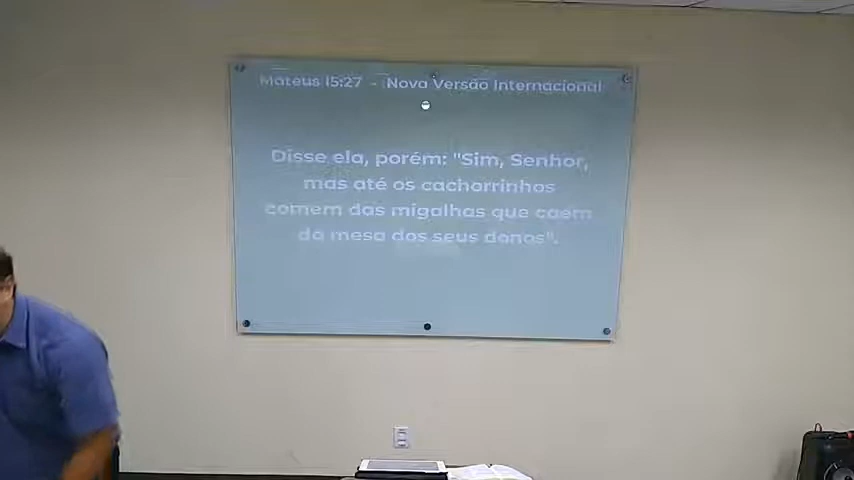 Mateus 15:27 - Nova Versão Internacional
Disse ela, porém: "Sim, Senhor,
mas até os cachorrinhos
comem das migalhas que caem
da mesa dos seus donos".